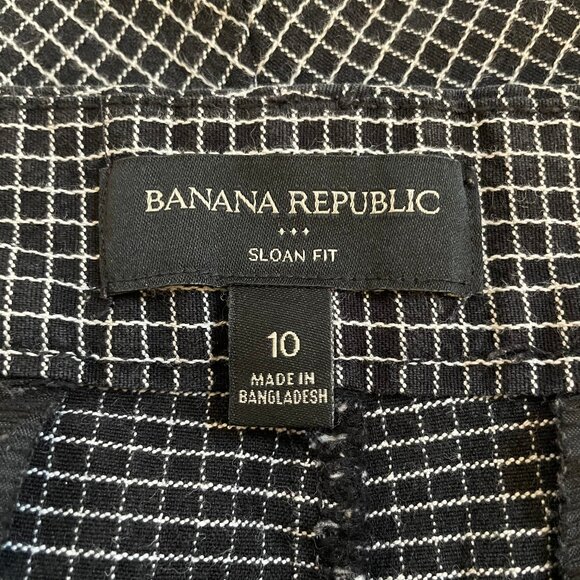 BANANA REPUBLIC
SLOAN FIT
10
MADE IN
BANGLADESH